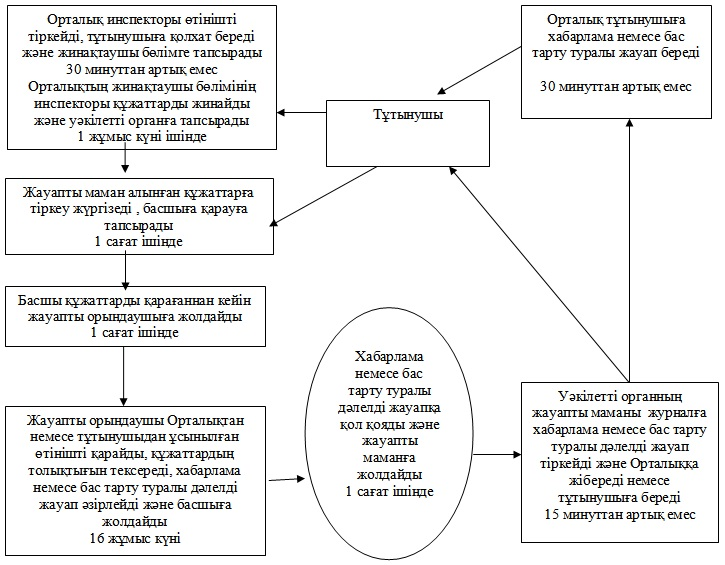 Орталық инспекторы өтінішті
тіркейді, тұтынушыға қолхат береді
және жинақтаушы бөлімге тапсырады
30 минуттан артық емес
Орталықтың жинақтаушы бөлімінің
инспекторы құжаттарды жинайды
және уәкілетті органға тапсырады
1 жұмыс күні ішінде
Орталық тұтынушыға
хабарлама немесе бас
тарту туралы жауап береді
30 минуттан артық емес
Тұтынушы
Жауапты маман алынған құжаттарға
тіркеу жүргізеді , басшыға қарауға
тапсырады
1 сағат ішінде
Басшы құжаттарды қарағаннан кейін
жауапты орындаушыға жолдайды
1 сағат ішінде
Жауапты орындаушы Орталықтан
немесе тұтынушыдан ұсынылған
өтінішті қарайды, құжаттардың
толықтығын тексереді, хабарлама
немесе бас тарту туралы дәлелді
жауап әзірлейді және басшыға
жолдайды
16 жұмыс күні
Хабарлама
немесе бас
тарту туралы
дәлелді жауапқа
қол қояды және
жауапты
маманға
жолдайды
1 сағат ішінде
Уәкілетті органның
жауапты маманы журналға
хабарлама немесе бас тарту
туралы дәлелді жауап
тіркейді және Орталыққа
жібереді немесе
тұтынушыға береді
15 минуттан артық емес